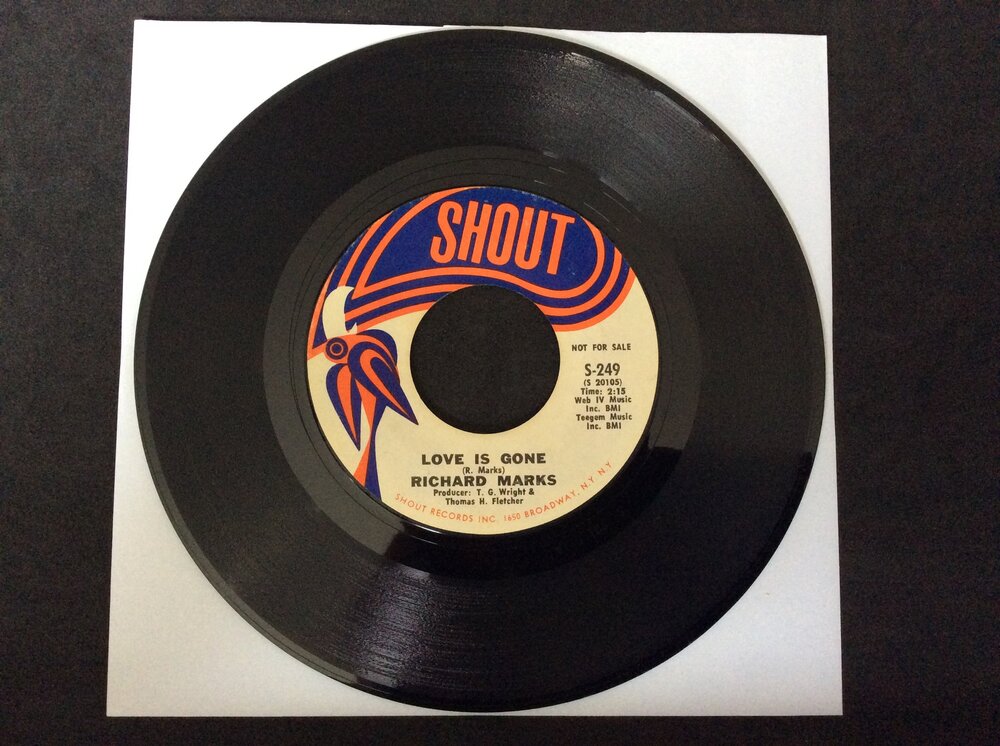 SHOUT
NOT FOR SALE
S-249
(S 20105)
Time: 2:15
Web IV Music
Inc. BMI
Teegem Music
Inc. BMI
LOVE IS GONE
(R. Marks)
RICHARD MARKS
Producer: T. G. Wright &
Thomas H. Fletcher
SHOUT RECORDS INC. 1650 BROADWAY, N.Y. N.Y